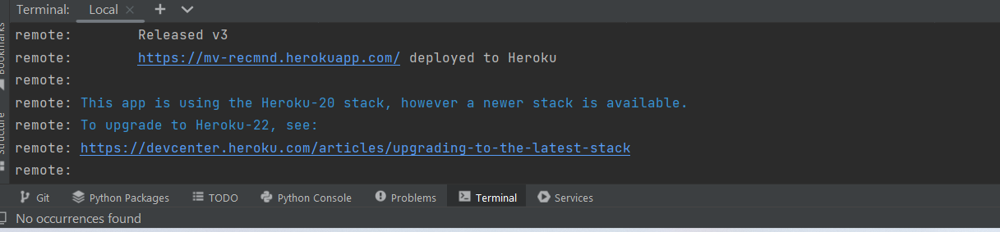 Terminal: Local
remote: Released v3
remote: https://mv-recmnd.herokuapp.com/ deployed to Heroku
remote:
remote: This app is using the Heroku-20 stack, however a newer stack is available.
remote: To upgrade to Heroku-22, see:
remote: https://devcenter.heroku.com/articles/upgrading-to-the-latest-stack
remote:
Bookmarks
Structure
Git Python Packages TODO Python Console Problems Terminal Services
No occurrences found